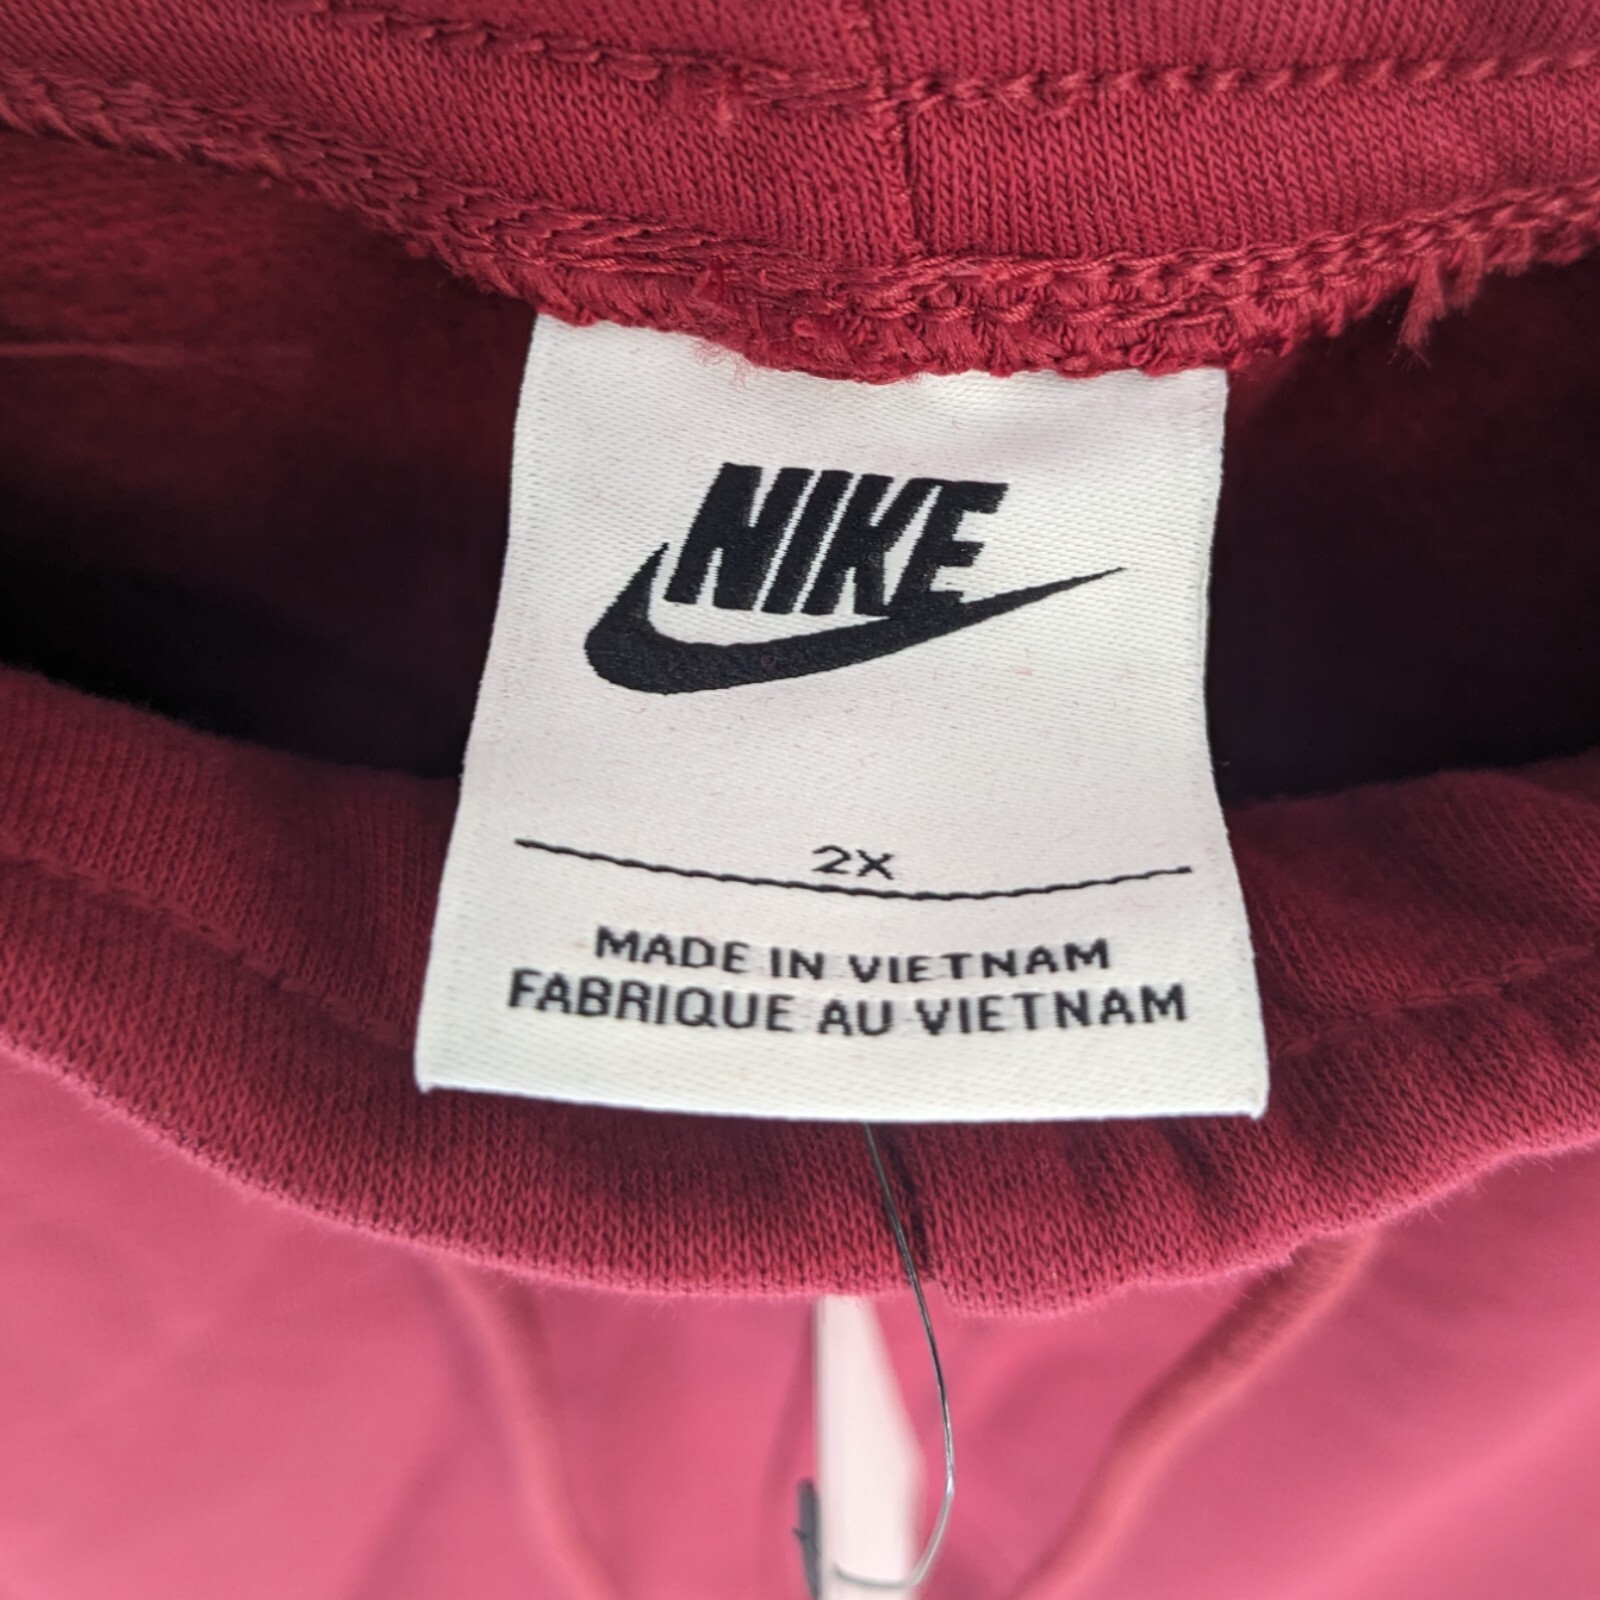 NIKE
2X
MADE IN VIETNAM
FABRIQUE AU VIETNAM